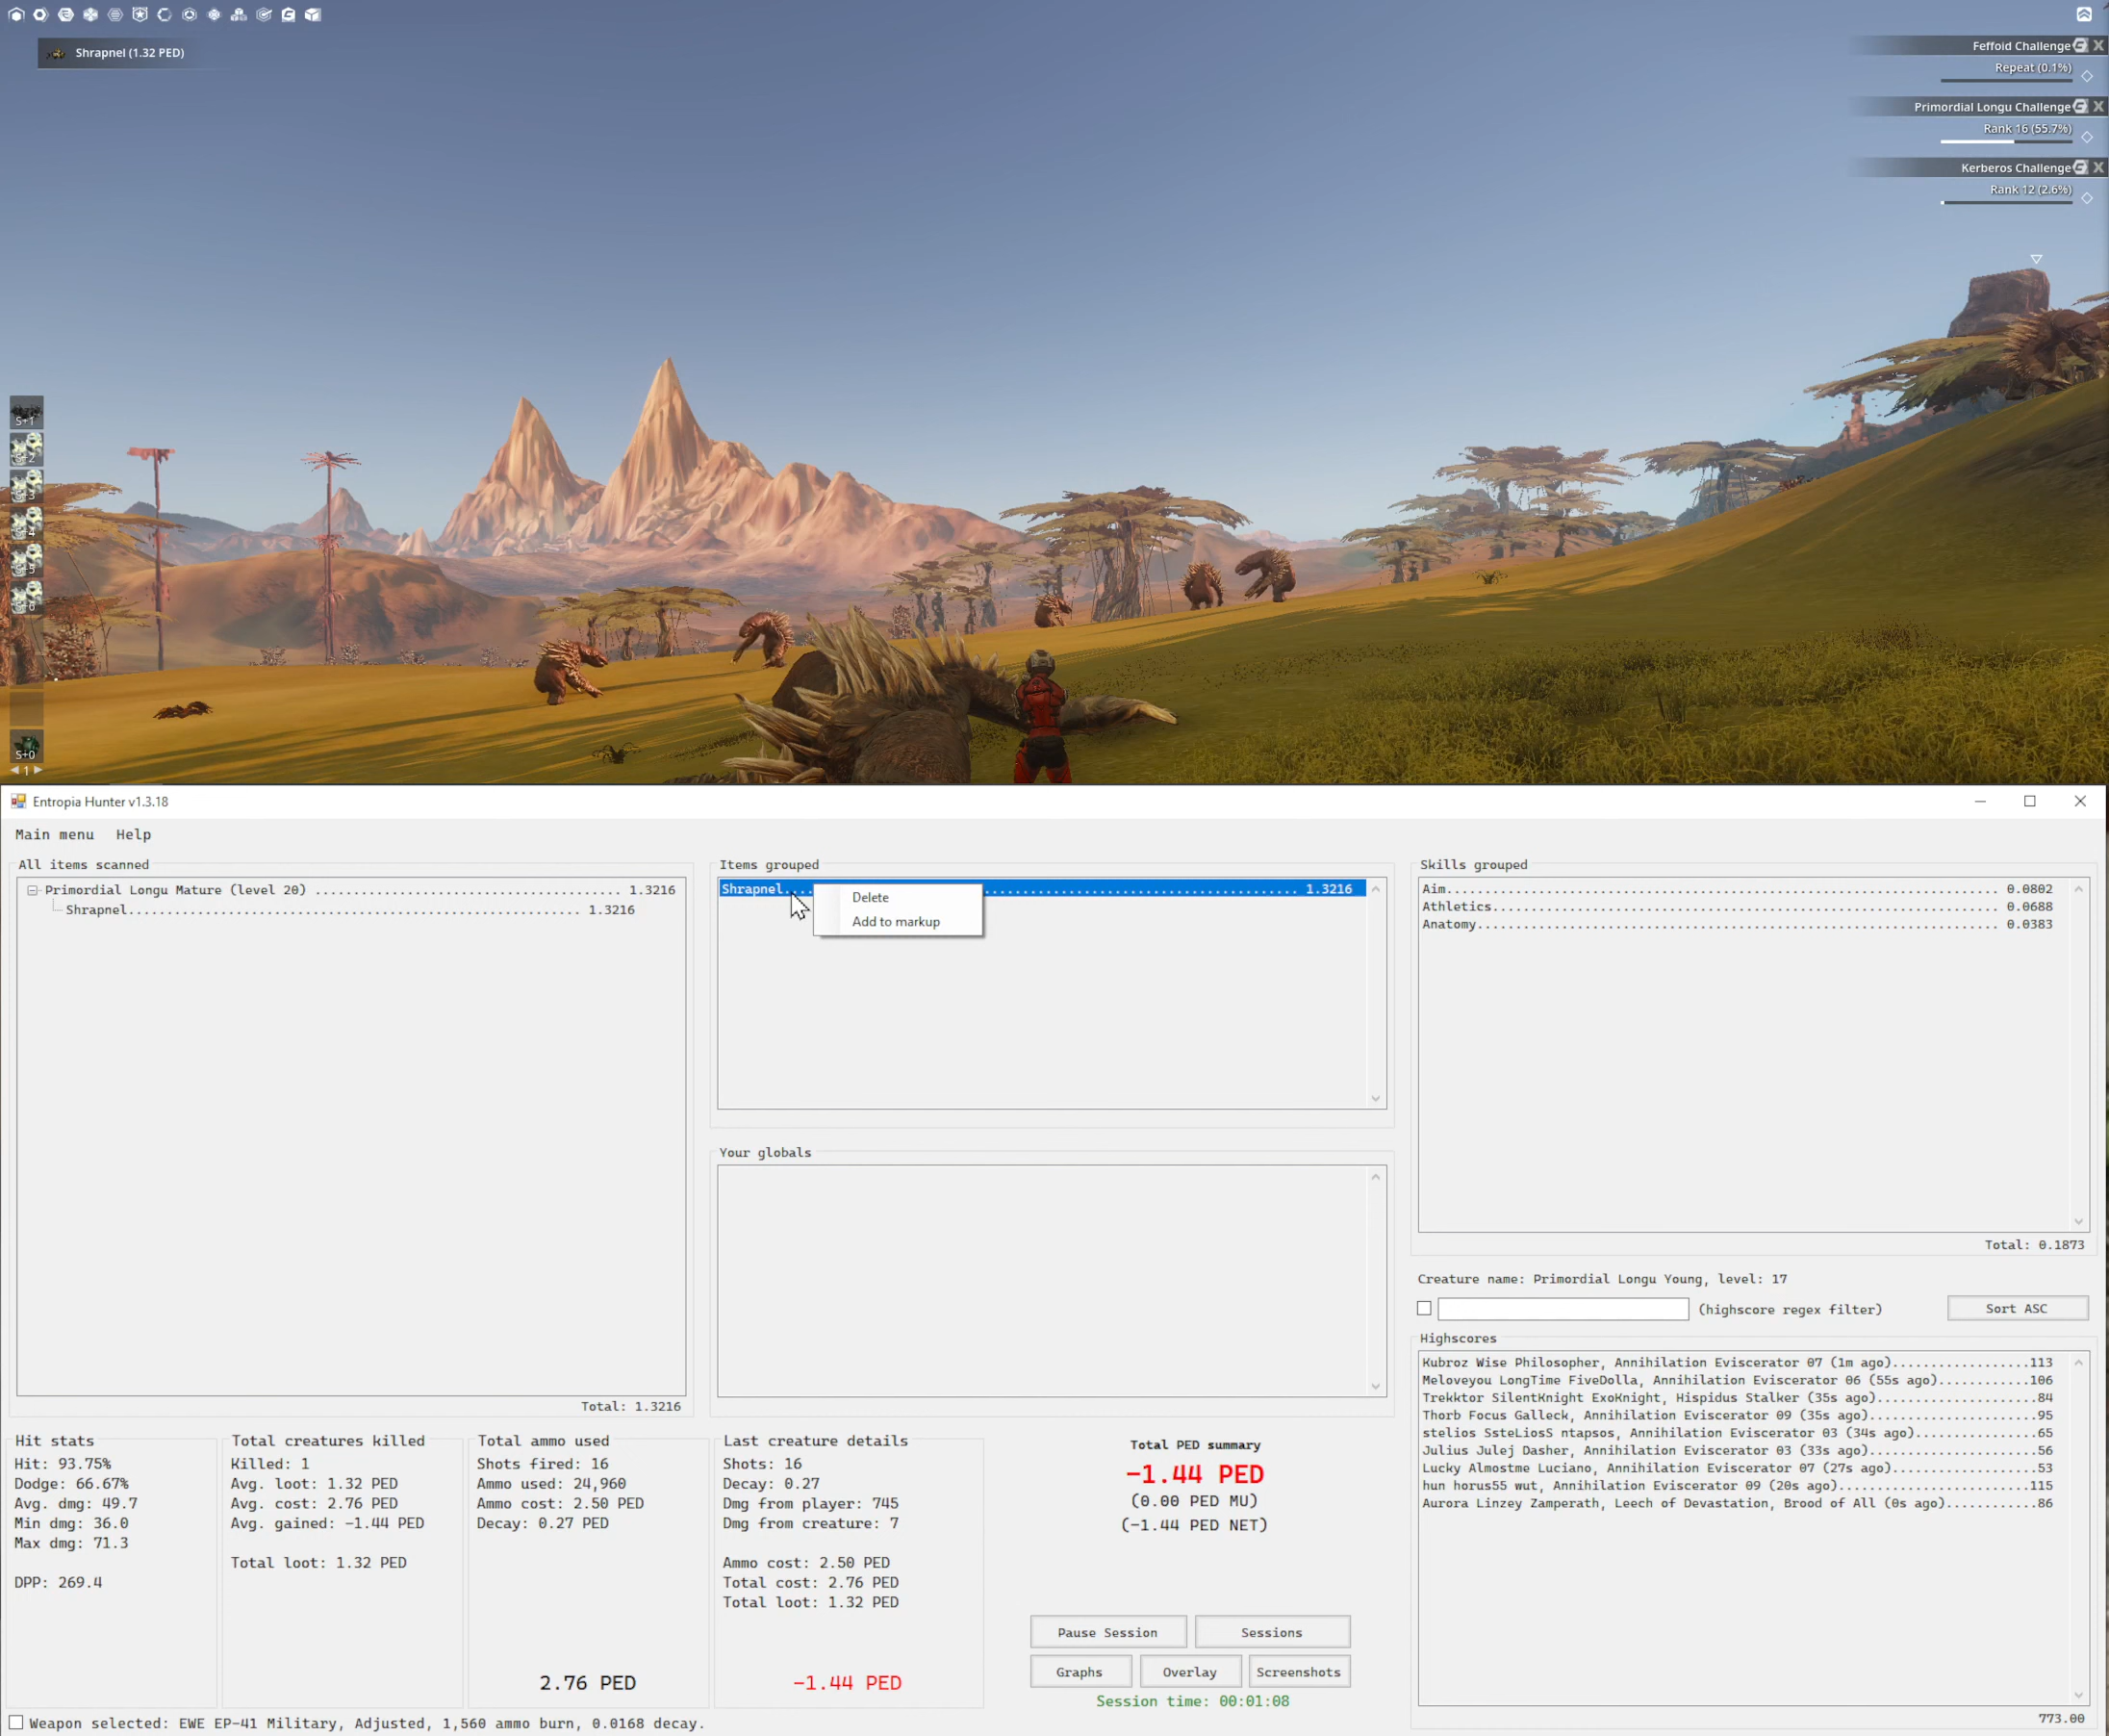 Shrapnel (1.32 PED)
Feffoid Challenge
Repeat (0.1%)
Primordial Longu Challenge
Rank 16 (55.7%)
Kerberos Challenge
Rank 12 (2.6%)
S+1
S+2
S+3
S+4
S+5
S+6
S+0
1
Entropia Hunter v1.3.18
Main menu Help
All items scanned
Primordial Longu Mature (level 20) ................................... 1.3216
Shrapnel................................................... 1.3216
Items grouped
Shrapnel.... ................................... 1.3216
Delete
Add to markup
Your globals
Skills grouped
Aim............................................................... 0.0802
Athletics.......................................................... 0.0688
Anatomy............................................................ 0.0383
Total: 0.1873
Total: 1.3216
Creature name: Primordial Longu Young, level: 17
(highscore regex filter)
Sort ASC
Highscores
Kubroz Wise Philosopher, Annihilation Eviscerator 07 (1m ago)..................113
Meloveyou LongTime FiveDolla, Annihilation Eviscerator 06 (55s ago)............106
Trekktor SilentKnight ExoKnight, Hispidus Stalker (35s ago)....................84
Thorb Focus Galleck, Annihilation Eviscerator 09 (35s ago).....................95
stelios SsteLiosS ntapsos, Annihilation Eviscerator 03 (34s ago)...............65
Julius Julej Dasher, Annihilation Eviscerator 03 (33s ago).....................56
Lucky Almostme Luciano, Annihilation Eviscerator 07 (27s ago)..................53
hun horus55 wut, Annihilation Eviscerator 09 (20s ago).........................115
Aurora Linzey Zamperath, Leech of Devastation, Brood of All (0s ago)............86
773.00
Hit stats
Hit: 93.75%
Dodge: 66.67%
Avg. dmg: 49.7
Min dmg: 36.0
Max dmg: 71.3
DPP: 269.4
Total creatures killed
Killed: 1
Avg. loot: 1.32 PED
Avg. cost: 2.76 PED
Avg. gained: -1.44 PED
Total loot: 1.32 PED
Total ammo used
Shots fired: 16
Ammo used: 24,960
Ammo cost: 2.50 PED
Decay: 0.27 PED
2.76 PED
Last creature details
Shots: 16
Decay: 0.27
Dmg from player: 745
Dmg from creature: 7
Ammo cost: 2.50 PED
Total cost: 2.76 PED
Total loot: 1.32 PED
-1.44 PED
Total PED summary
-1.44 PED
(0.00 PED MU)
(-1.44 PED NET)
Pause Session
Sessions
Graphs
Overlay
Screenshots
Session time: 00:01:08
Weapon selected: EWE EP-41 Military, Adjusted, 1,560 ammo burn, 0.0168 decay.